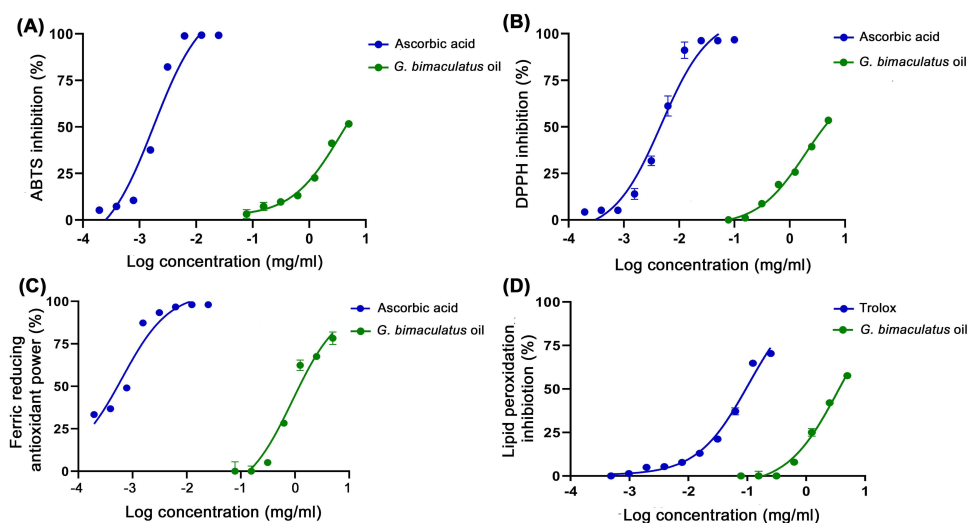 (A)
ABTS inhibition (%)
100
75
50
25
0
-4
-3
-2
-1
0
1
Log concentration (mg/ml)
Ascorbic acid
G. bimaculatus oil
(B)
DPPH inhibition (%)
100
75
50
25
0
-4
-3
-2
-1
0
1
Log concentration (mg/ml)
Ascorbic acid
G. bimaculatus oil
(C)
Ferric reducing
antioxidant power (%)
100
75
50
25
0
-4
-3
-2
-1
0
1
Log concentration (mg/ml)
Ascorbic acid
G. bimaculatus oil
(D)
Lipid peroxidation
inhibiotion (%)
100
75
50
25
0
-4
-3
-2
-1
0
1
Log concentration (mg/ml)
Trolox
G. bimaculatus oil